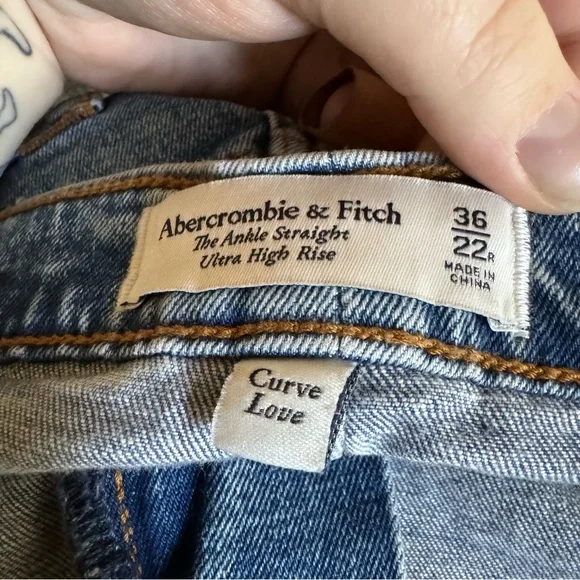 Abercrombie & Fitch
The Ankle Straight
Ultra High Rise
36
22R
MADE IN
CHINA
Curve
Love